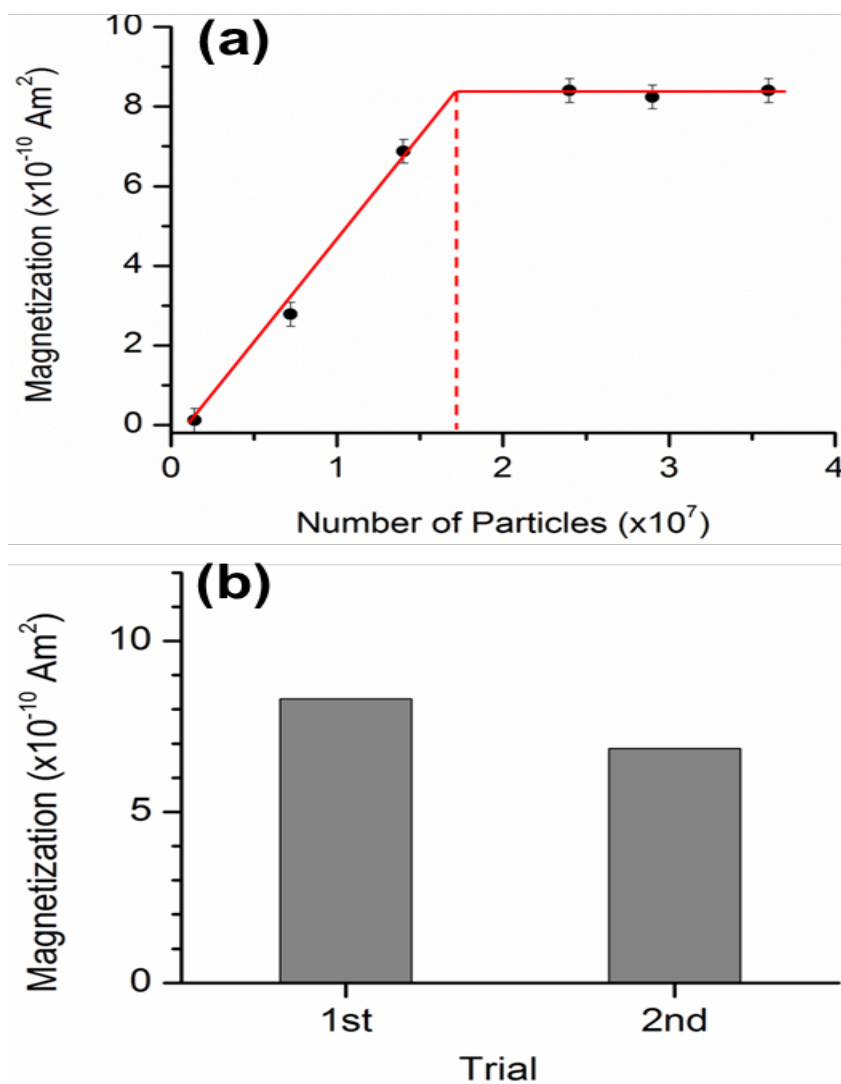 (a)
Magnetization (x10⁻¹⁰ Am²)
10
8
6
4
2
0
0 1 2 3 4
Number of Particles (x10⁷)
(b)
Magnetization (x10⁻¹⁰ Am²)
10
5
0
1st 2nd
Trial